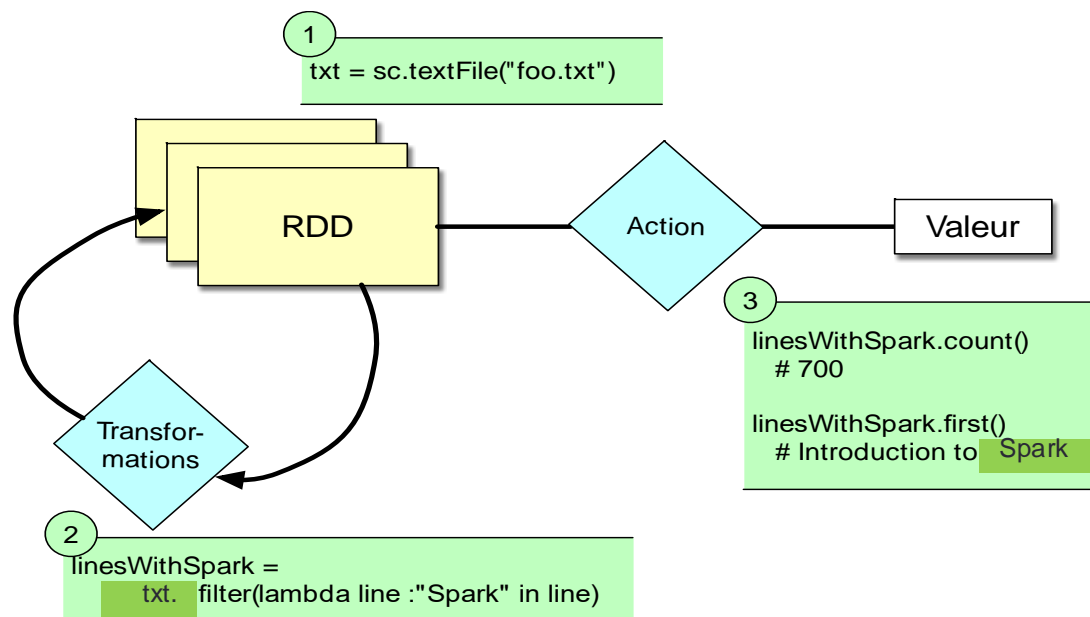 1
txt = sc.textFile("foo.txt")
RDD
Action
Valeur
Transfor-
mations
3
linesWithSpark.count()
# 700
linesWithSpark.first()
# Introduction to Spark
2
linesWithSpark =
txt. filter(lambda line :"Spark" in line)